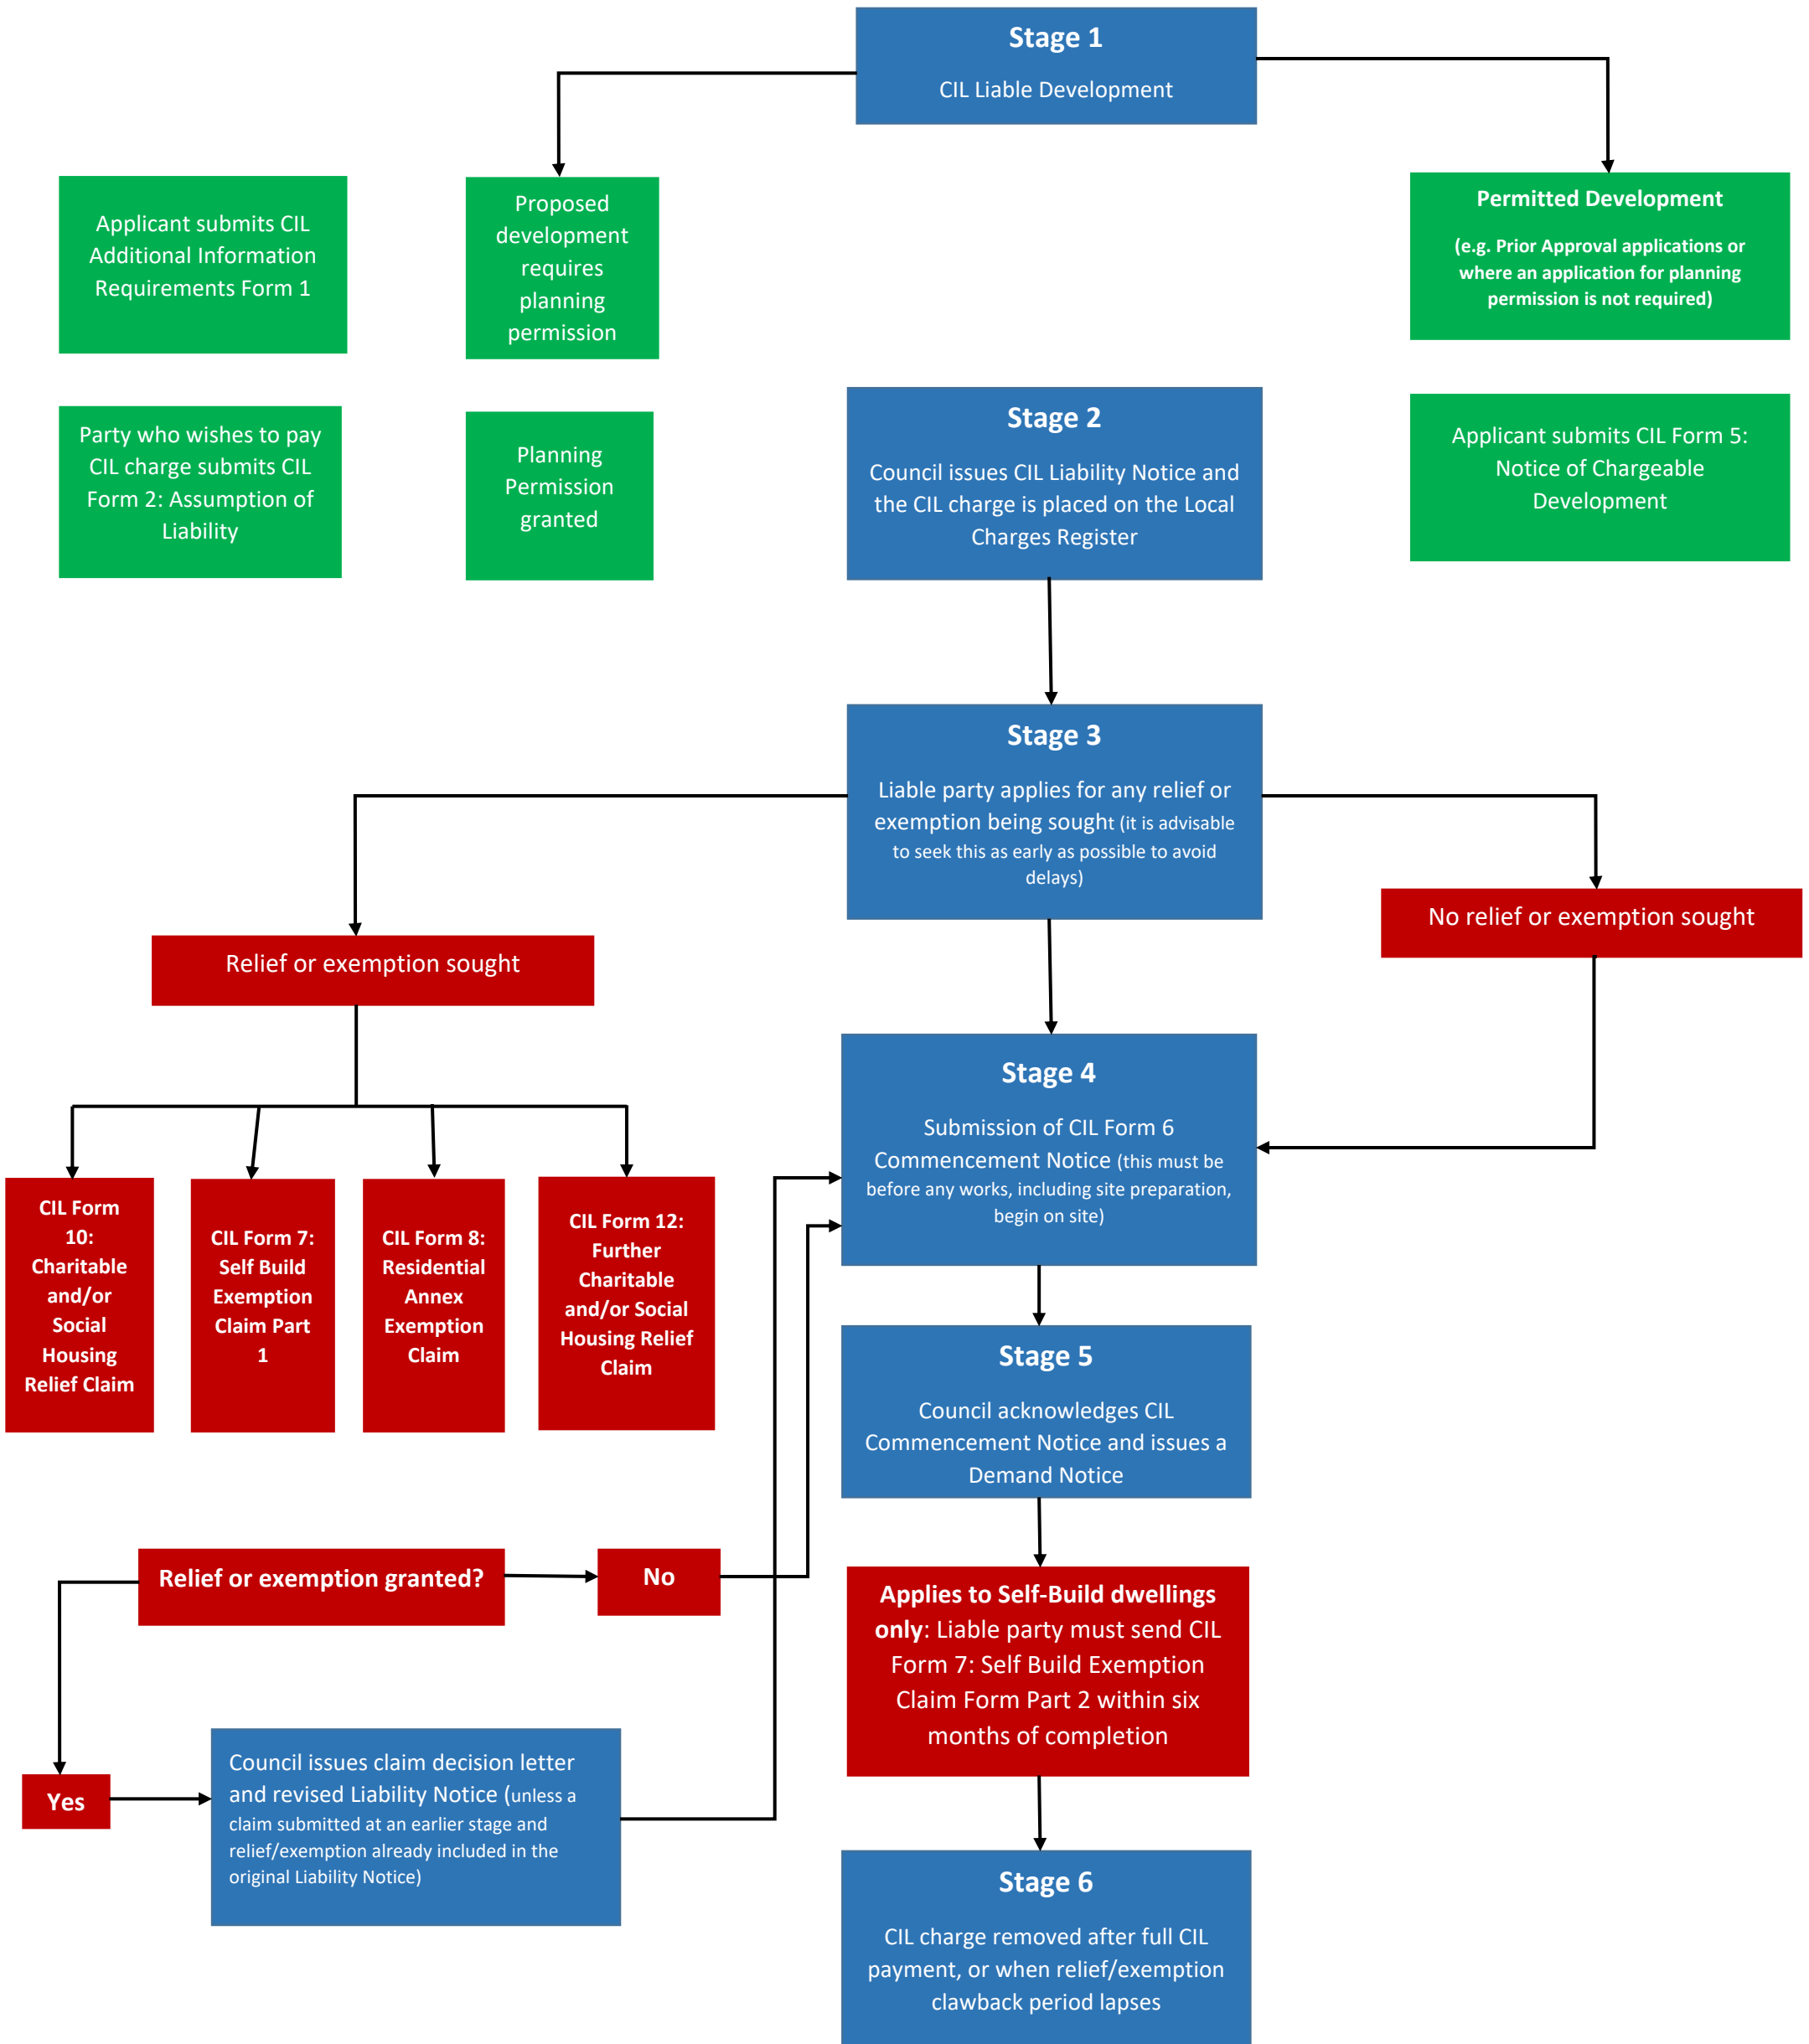 Stage 1
CIL Liable Development
Applicant submits CIL
Additional Information
Requirements Form 1
Proposed
development
requires
planning
permission
Permitted Development
(e.g. Prior Approval applications or
where an application for planning
permission is not required)
Party who wishes to pay
CIL charge submits CIL
Form 2: Assumption of
Liability
Planning
Permission
granted
Stage 2
Council issues CIL Liability Notice and
the CIL charge is placed on the Local
Charges Register
Applicant submits CIL Form 5:
Notice of Chargeable
Development
Stage 3
Liable party applies for any relief or
exemption being sought (it is advisable
to seek this as early as possible to avoid
delays)
Relief or exemption sought
No relief or exemption sought
CIL Form
10:
Charitable
and/or
Social
Housing
Relief Claim
CIL Form 7:
Self Build
Exemption
Claim Part
1
CIL Form 8:
Residential
Annex
Exemption
Claim
CIL Form 12:
Further
Charitable
and/or Social
Housing Relief
Claim
Stage 4
Submission of CIL Form 6
Commencement Notice (this must be
before any works, including site preparation,
begin on site)
Stage 5
Council acknowledges CIL
Commencement Notice and issues a
Demand Notice
Relief or exemption granted?
No
Yes
Council issues claim decision letter
and revised Liability Notice (unless a
claim submitted at an earlier stage and
relief/exemption already included in the
original Liability Notice)
Applies to Self-Build dwellings
only: Liable party must send CIL
Form 7: Self Build Exemption
Claim Form Part 2 within six
months of completion
Stage 6
CIL charge removed after full CIL
payment, or when relief/exemption
clawback period lapses